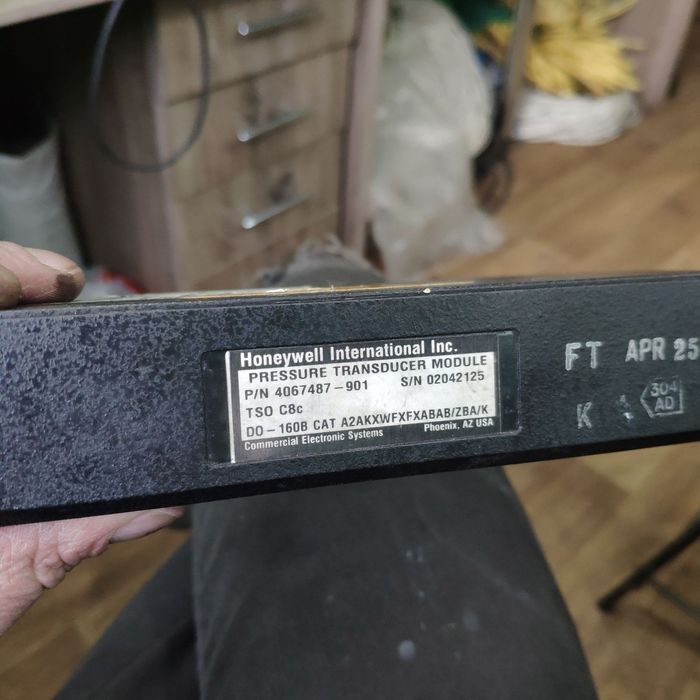 Honeywell International Inc.
PRESSURE TRANSDUCER MODULE
P/N 4067487-901 S/N 02042125
TSO C8c
DO-160B CAT A2AKXWFXFXABAB/ZBA/K
Commercial Electronic Systems Phoenix, AZ USA
FT APR 25
K
304
AD